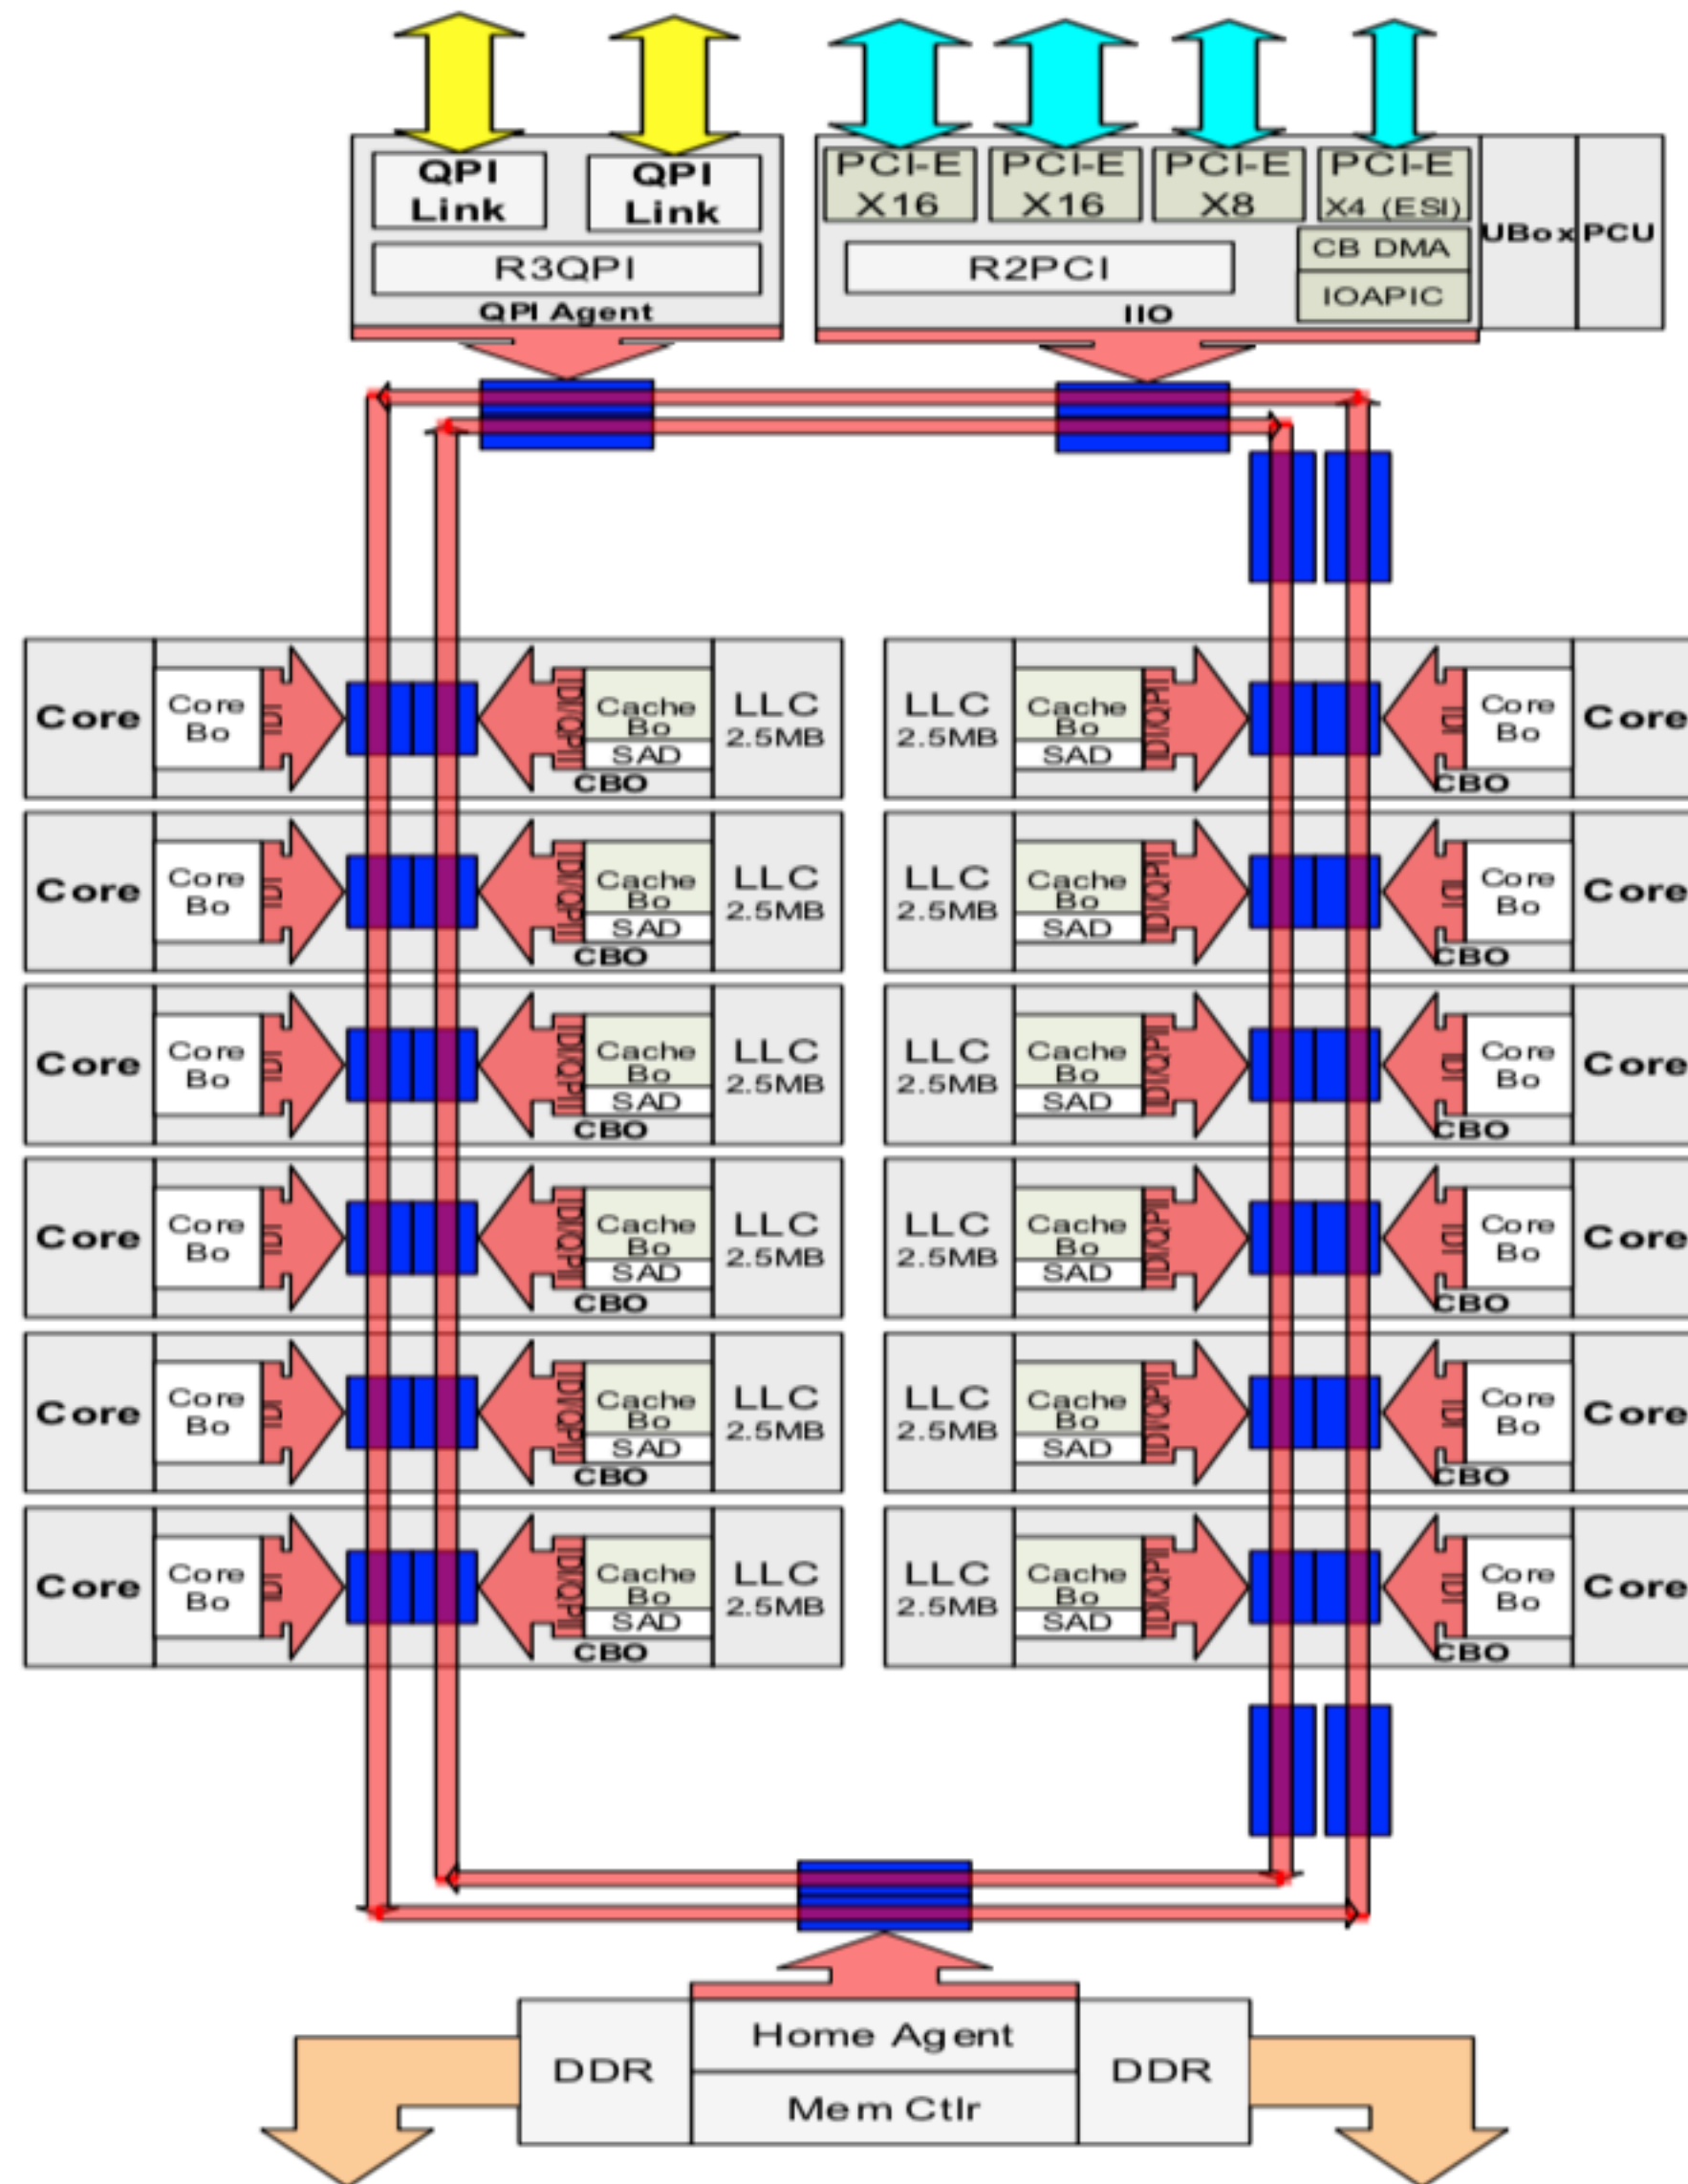 QPI
Link
QPI
Link
R3QPI
QPI Agent
PCI-E
X16
PCI-E
X16
PCI-E
X8
PCI-E
X4 (ESI)
R2PCI
CB DMA
IOAPIC
IIO
UBox
PCU
Core
Core
Bo
IDI
IDI/QPII
Cache
Bo
SAD
CBO
LLC
2.5MB
LLC
2.5MB
Cache
Bo
SAD
IDI/QPII
IDI
Core
Bo
CBO
Core
Core
Core
Bo
IDI
IDI/QPII
Cache
Bo
SAD
CBO
LLC
2.5MB
LLC
2.5MB
Cache
Bo
SAD
IDI/QPII
IDI
Core
Bo
CBO
Core
Core
Core
Bo
IDI
IDI/QPII
Cache
Bo
SAD
CBO
LLC
2.5MB
LLC
2.5MB
Cache
Bo
SAD
IDI/QPII
IDI
Core
Bo
CBO
Core
Core
Core
Bo
IDI
IDI/QPII
Cache
Bo
SAD
CBO
LLC
2.5MB
LLC
2.5MB
Cache
Bo
SAD
IDI/QPII
IDI
Core
Bo
CBO
Core
Core
Core
Bo
IDI
IDI/QPII
Cache
Bo
SAD
CBO
LLC
2.5MB
LLC
2.5MB
Cache
Bo
SAD
IDI/QPII
IDI
Core
Bo
CBO
Core
Core
Core
Bo
IDI
IDI/QPII
Cache
Bo
SAD
CBO
LLC
2.5MB
LLC
2.5MB
Cache
Bo
SAD
IDI/QPII
IDI
Core
Bo
CBO
Core
DDR
Home Agent
Mem Ctlr
DDR